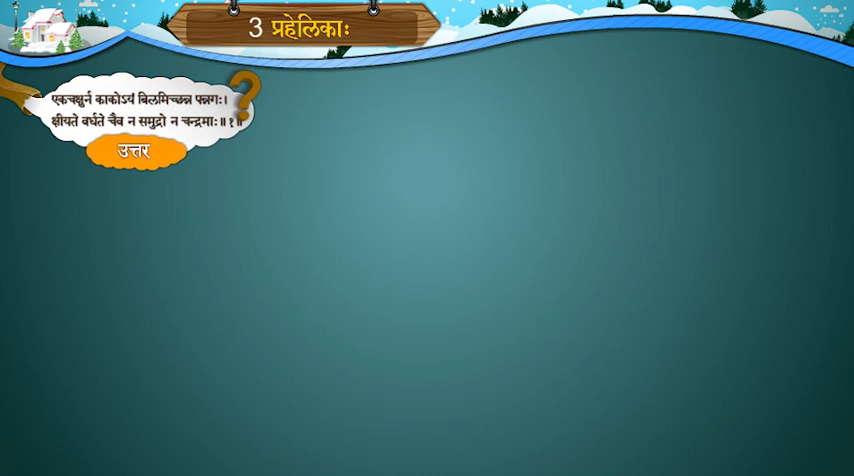 3 प्रहेलिकाः
एकचक्षुर्न काकोऽयं बिलमिच्छन्न पन्नगः।
क्षीयते वर्धते चैव न समुद्रो न चन्द्रमाः॥१॥
उत्तर